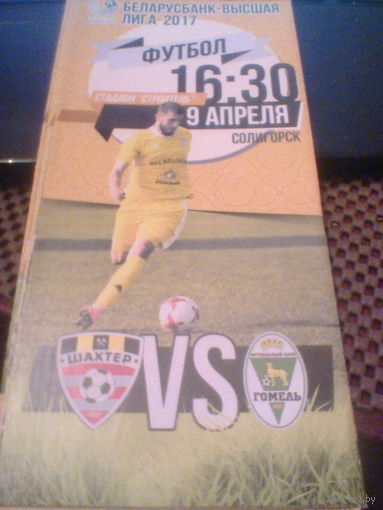 БЕЛАРУСБАНК-ВЫСШАЯ
ЛИГА 2017
ФУТБОЛ
16:30
СТАДИОН "СТРОИТЕЛЬ"
9 АПРЕЛЯ
СОЛИГОРСК
ШАХТЕР
VS
ГОМЕЛЬ